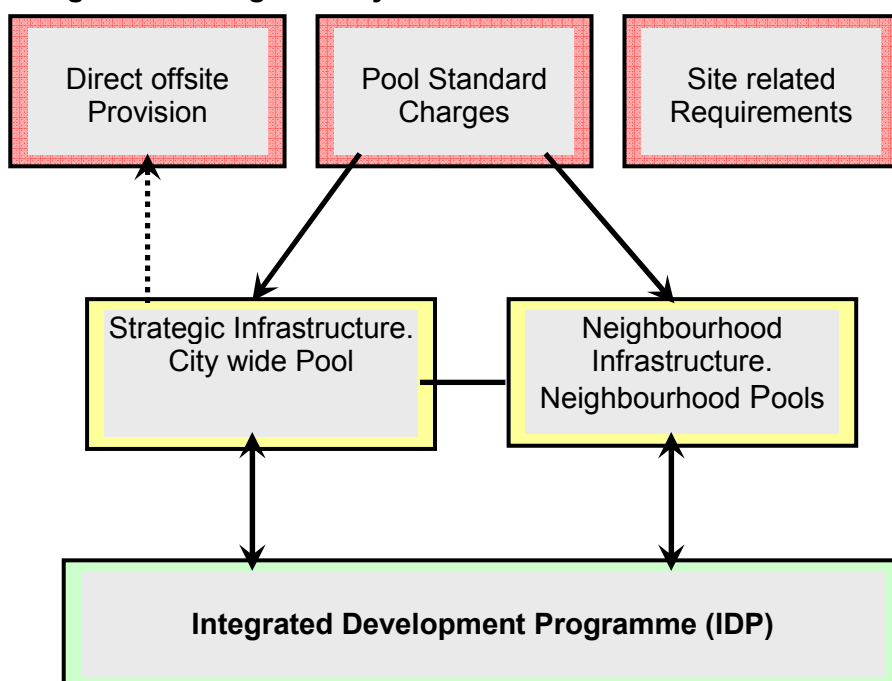 Direct offsite
Provision
Pool Standard
Charges
Site related
Requirements
Strategic Infrastructure.
City wide Pool
Neighbourhood
Infrastructure.
Neighbourhood Pools
Integrated Development Programme (IDP)